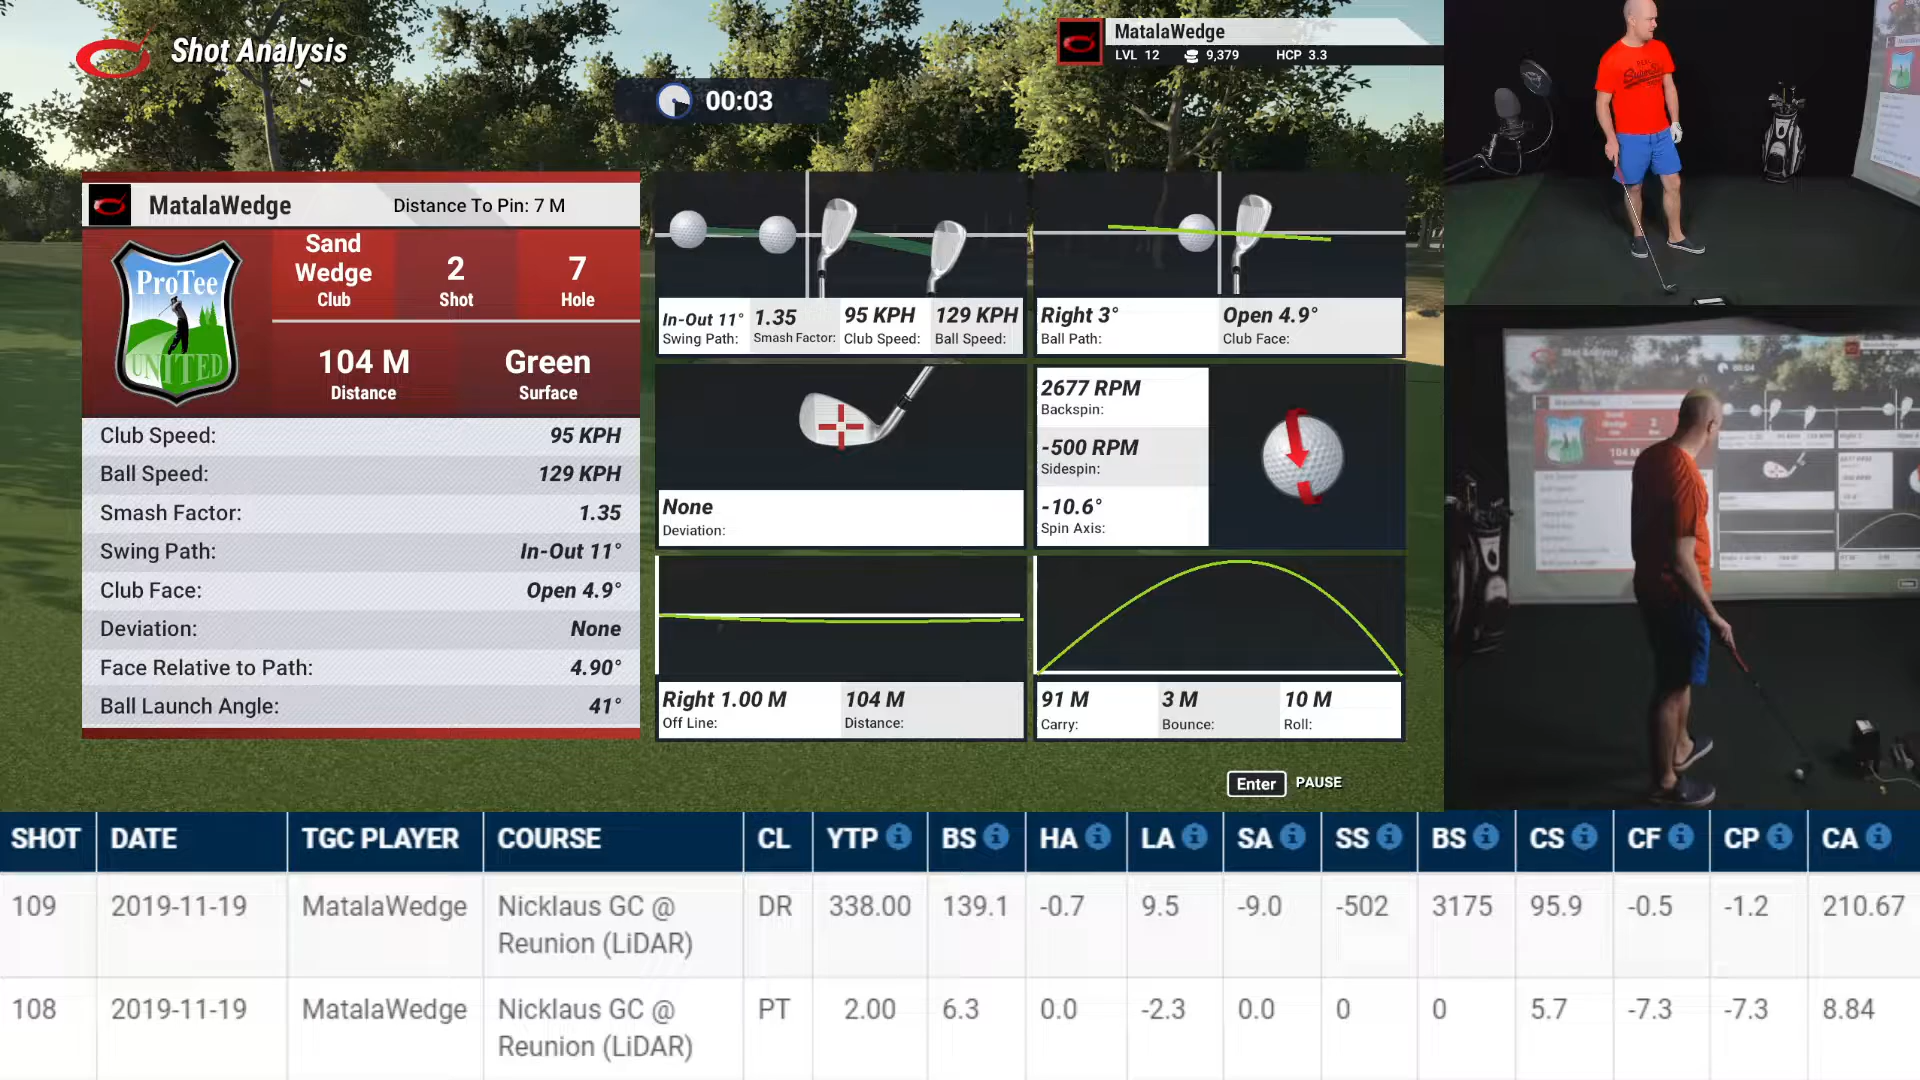 Shot Analysis
00:03
MatalaWedge
LVL 12 9,379 HCP 3.3
MatalaWedge Distance To Pin: 7 M
ProTee
UNITED
Sand
Wedge
Club
2
Shot
7
Hole
104 M
Distance
Green
Surface
Club Speed: 95 KPH
Ball Speed: 129 KPH
Smash Factor: 1.35
Swing Path: In-Out 11°
Club Face: Open 4.9°
Deviation: None
Face Relative to Path: 4.90°
Ball Launch Angle: 41°
In-Out 11° 1.35 95 KPH 129 KPH
Swing Path: Smash Factor: Club Speed: Ball Speed:
Right 3° Open 4.9°
Ball Path: Club Face:
None
Deviation:
2677 RPM
Backspin:
-500 RPM
Sidespin:
-10.6°
Spin Axis:
Right 1.00 M 104 M
Off Line: Distance:
91 M 3 M 10 M
Carry: Bounce: Roll:
Enter PAUSE
SHOT DATE TGC PLAYER COURSE CL YTP BS HA LA SA SS BS CS CF CP CA
109 2019-11-19 MatalaWedge Nicklaus GC @ DR 338.00 139.1 -0.7 9.5 -9.0 -502 3175 95.9 -0.5 -1.2 210.67
Reunion (LiDAR)
108 2019-11-19 MatalaWedge Nicklaus GC @ PT 2.00 6.3 0.0 -2.3 0.0 0 0 5.7 -7.3 -7.3 8.84
Reunion (LiDAR)